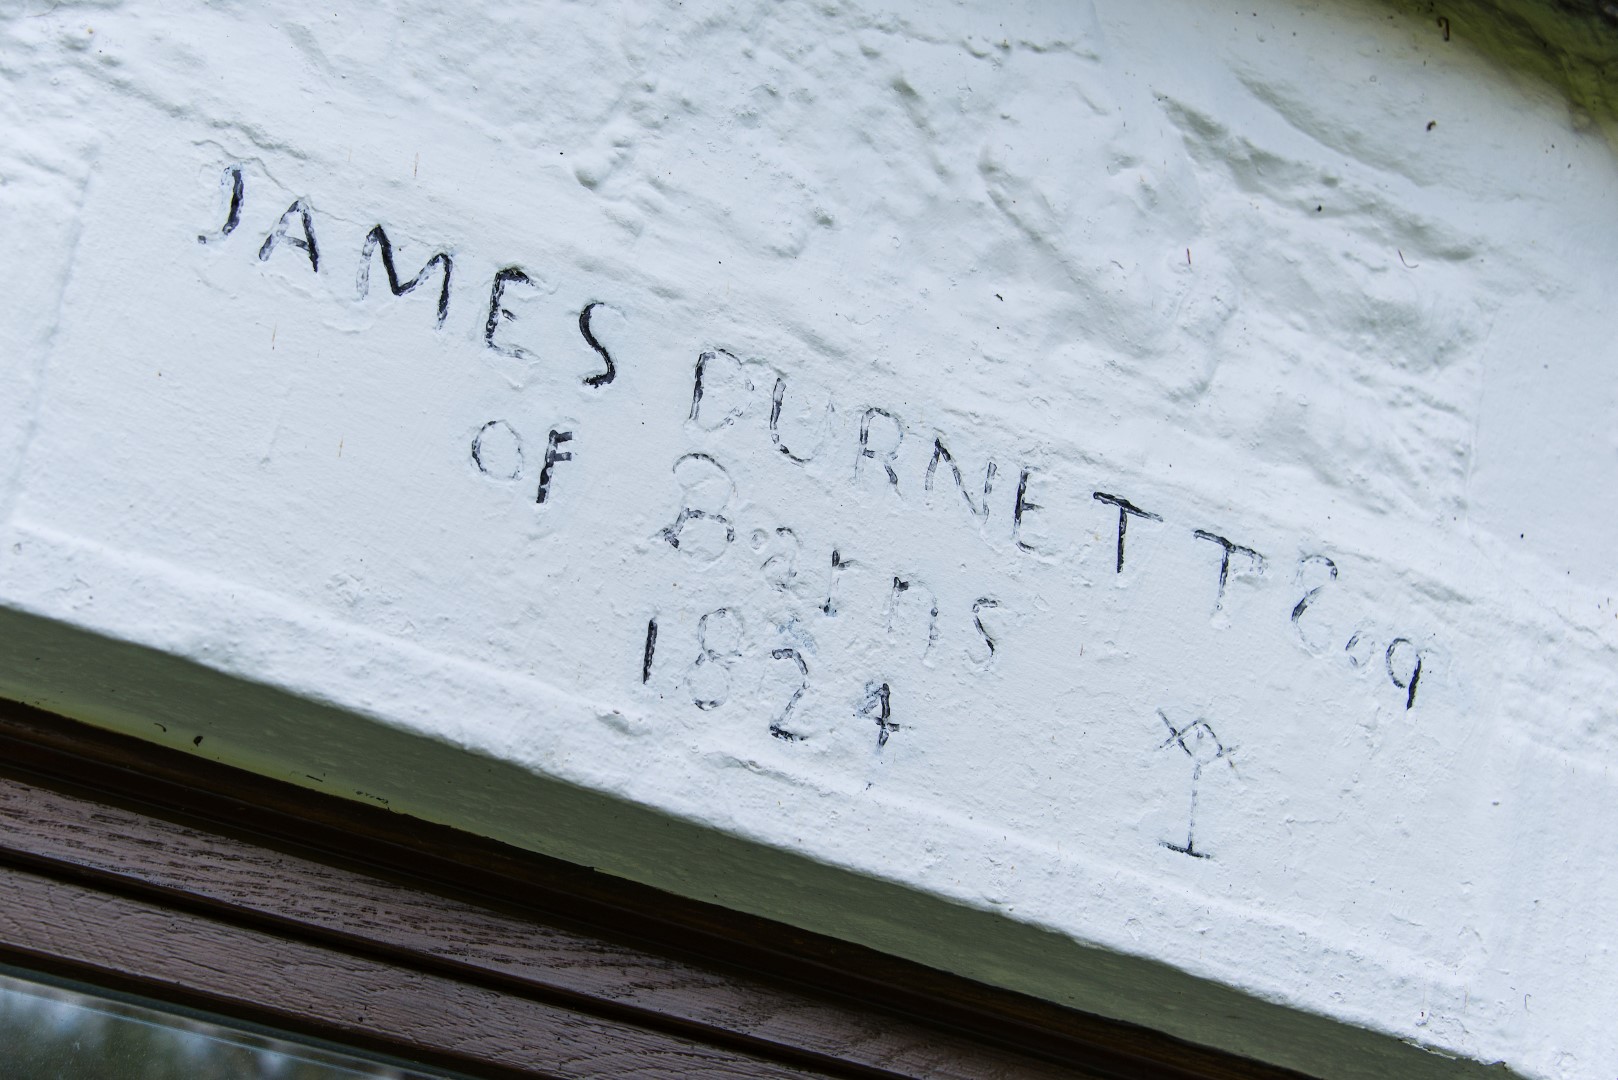 JAMES BURNETT Esq
OF Barns
1824